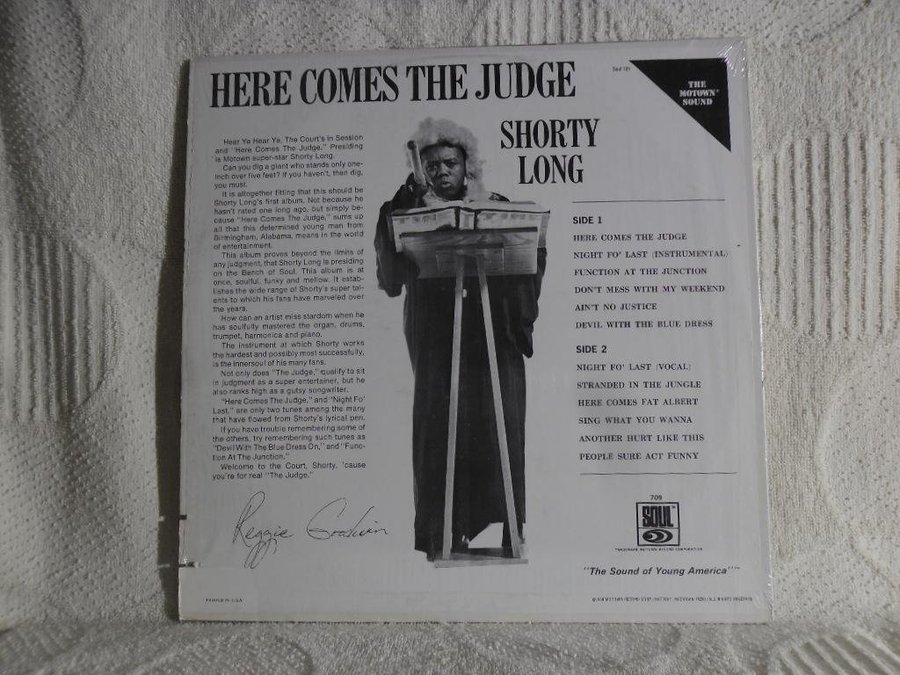 HERE COMES THE JUDGE
Soul 709
THE
MOTOWN
SOUND
SHORTY
LONG
Hear Ye Hear Ye, The Court's in Session
and "Here Comes The Judge." Presiding
is Motown super-star Shorty Long.
Can you dig a giant who stands only one-
inch over five feet? If you haven't, then dig,
you must.
It is altogether fitting that this should be
Shorty Long's first album. Not because he
hasn't rated one long ago, but simply be-
cause "Here Comes The Judge," sums up
all that this determined young man from
Birmingham, Alabama, means in the world
of entertainment.
This album proves beyond the limits of
any judgment, that Shorty Long is presiding
on the Bench of Soul. This album is at
once, soulful, funky and mellow. It estab-
lishes the wide range of Shorty's super tal-
ents to which his fans have marveled over
the years.
How can an artist miss stardom when he
has soulfully mastered the organ, drums,
trumpet, harmonica and piano.
The instrument at which Shorty works
the hardest and possibly most successfully,
is the innersoul of his many fans.
Not only does "The Judge," qualify to sit
in judgment as a super entertainer, but he
also ranks high as a gutsy songwriter.
"Here Comes The Judge," and "Night Fo'
Last," are only two tunes among the many
that have flowed from Shorty's lyrical pen.
If you have trouble remembering some of
the others, try remembering such tunes as
"Devil With The Blue Dress On," and "Func-
tion At The Junction."
Welcome to the Court, Shorty, 'cause
you're for real "The Judge."
Reggie Goodwin
SIDE 1
HERE COMES THE JUDGE
NIGHT FO' LAST (INSTRUMENTAL)
FUNCTION AT THE JUNCTION
DON'T MESS WITH MY WEEKEND
AIN'T NO JUSTICE
DEVIL WITH THE BLUE DRESS
SIDE 2
NIGHT FO' LAST (VOCAL)
STRANDED IN THE JUNGLE
HERE COMES FAT ALBERT
SING WHAT YOU WANNA
ANOTHER HURT LIKE THIS
PEOPLE SURE ACT FUNNY
709
SOUL
"The Sound of Young America"
PRINTED IN U.S.A.